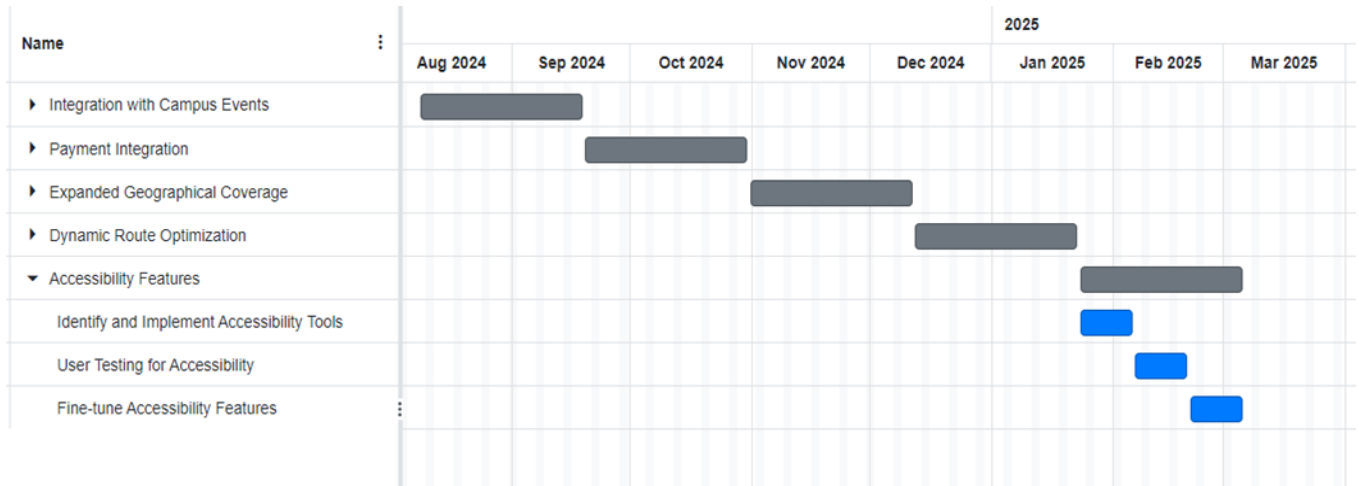 2025
Name
Aug 2024 Sep 2024 Oct 2024 Nov 2024 Dec 2024 Jan 2025 Feb 2025 Mar 2025
Integration with Campus Events
Payment Integration
Expanded Geographical Coverage
Dynamic Route Optimization
Accessibility Features
Identify and Implement Accessibility Tools
User Testing for Accessibility
Fine-tune Accessibility Features